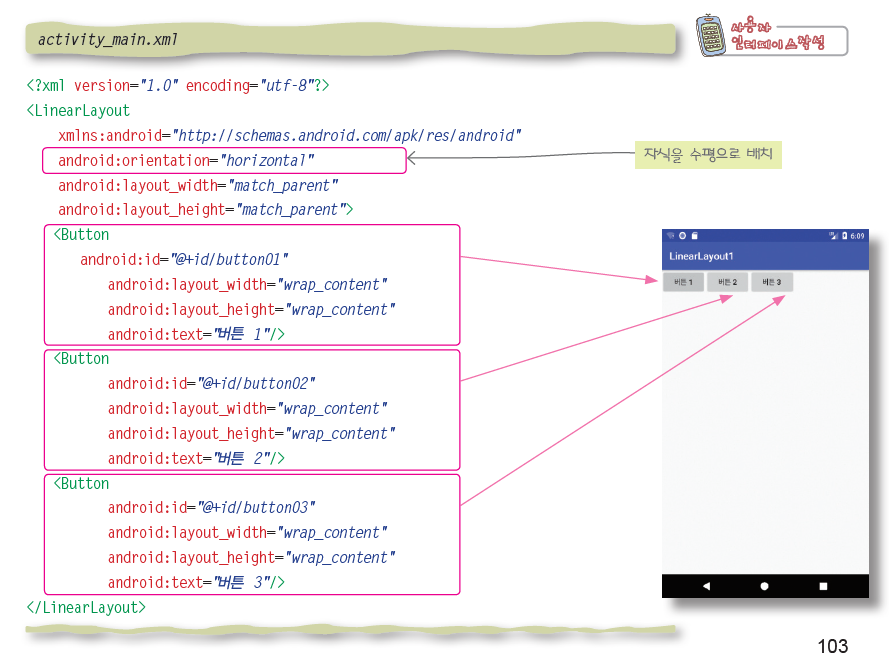 activity_main.xml
사용자
인터페이스작성
<?xml version="1.0" encoding="utf-8"?>
<LinearLayout
xmlns:android="http://schemas.android.com/apk/res/android"
android:orientation="horizontal"
자식을 수평으로 배치
android:layout_width="match_parent"
android:layout_height="match_parent">
<Button
android:id="@+id/button01"
android:layout_width="wrap_content"
android:layout_height="wrap_content"
android:text="버튼 1"/>
<Button
android:id="@+id/button02"
android:layout_width="wrap_content"
android:layout_height="wrap_content"
android:text="버튼 2"/>
<Button
android:id="@+id/button03"
android:layout_width="wrap_content"
android:layout_height="wrap_content"
android:text="버튼 3"/>
</LinearLayout>
6:09
LinearLayout1
버튼 1 버튼 2 버튼 3
103